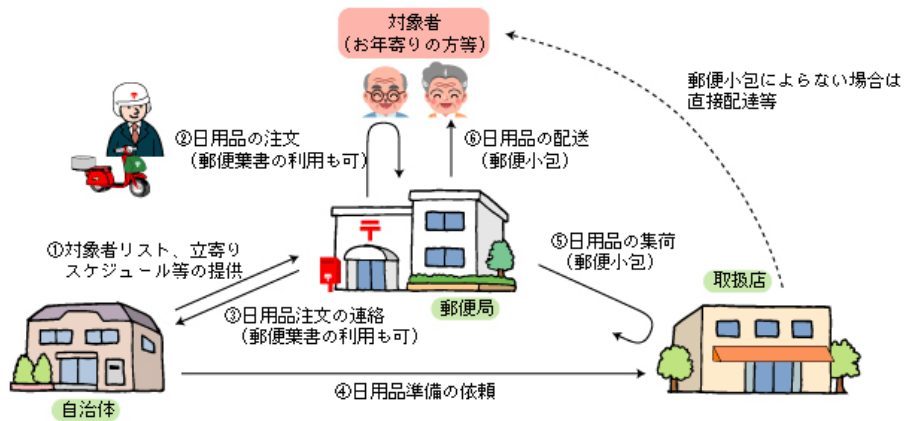 対象者
(お年寄りの方等)
郵便小包によらない場合は
直接配達等
②日用品の注文
(郵便葉書の利用も可)
⑥日用品の配送
(郵便小包)
①対象者リスト、立寄り
スケジュール等の提供
⑤日用品の集荷
(郵便小包)
取扱店
郵便局
③日用品注文の連絡
(郵便葉書の利用も可)
④日用品準備の依頼
自治体